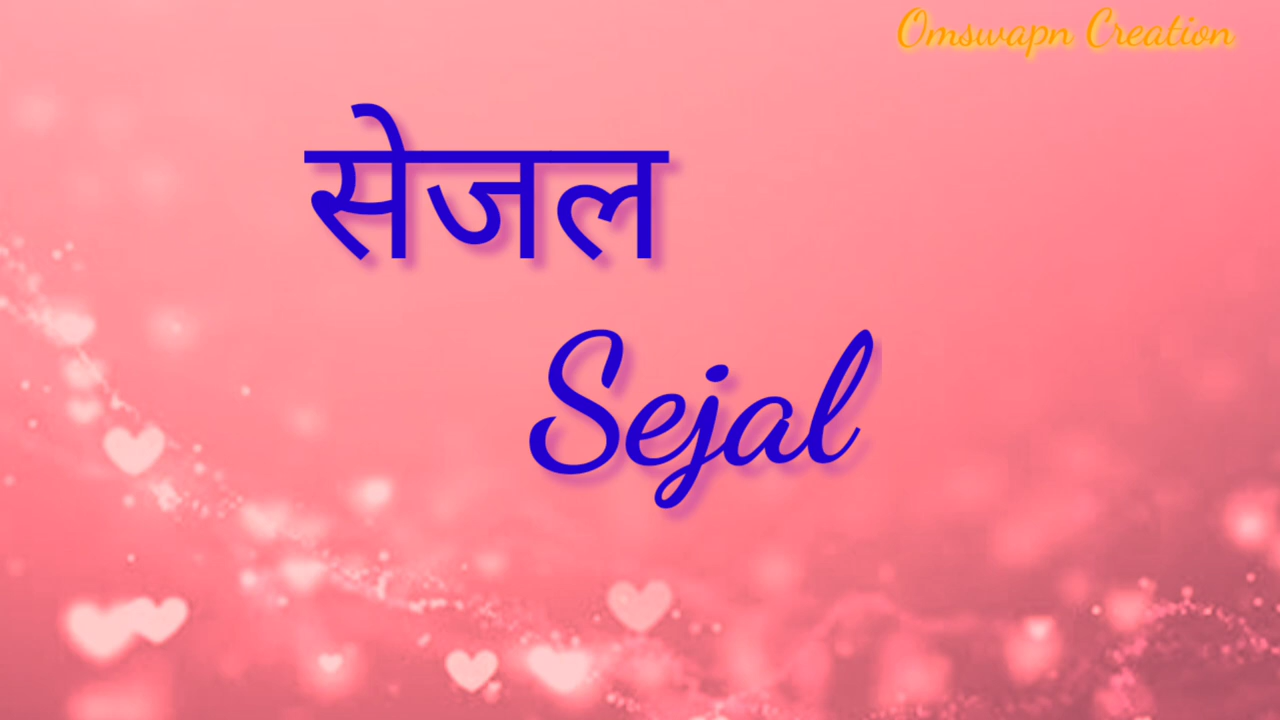 Omswapn Creation
सेजल
Sejal